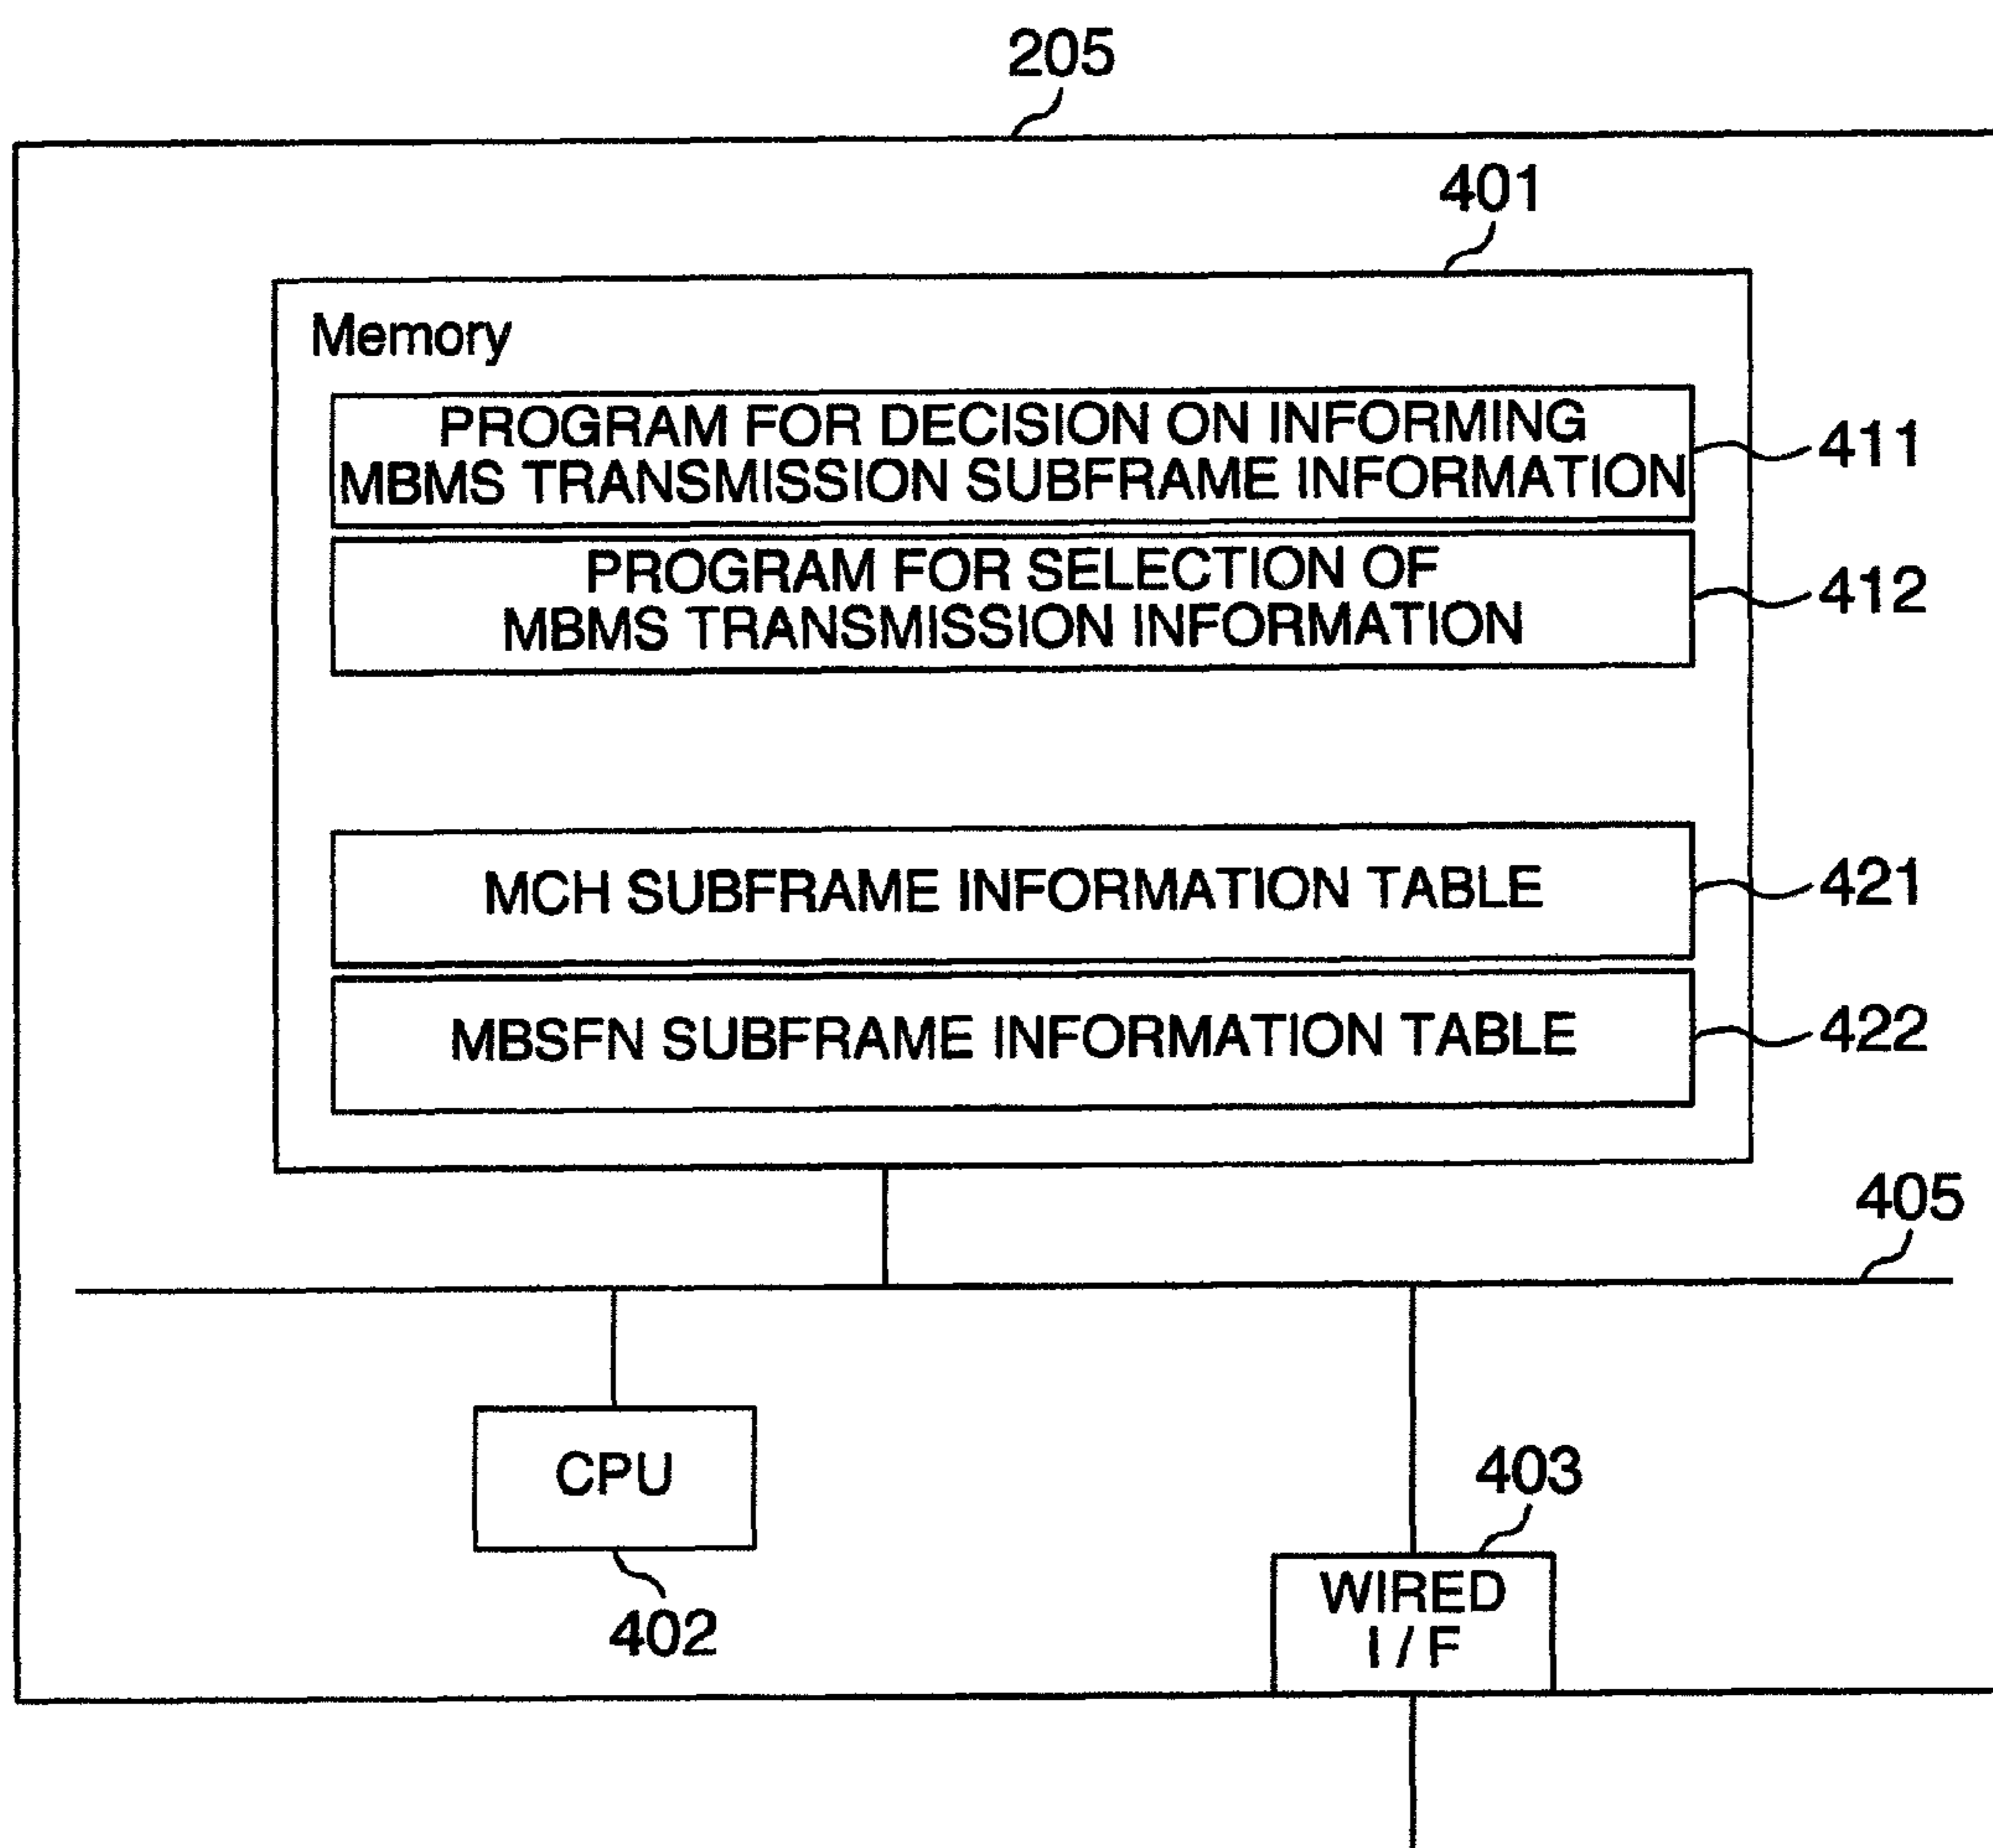 205
401
Memory
PROGRAM FOR DECISION ON INFORMING
MBMS TRANSMISSION SUBFRAME INFORMATION
411
PROGRAM FOR SELECTION OF
MBMS TRANSMISSION INFORMATION
412
MCH SUBFRAME INFORMATION TABLE
421
MBSFN SUBFRAME INFORMATION TABLE
422
405
CPU
402
403
WIRED
I / F